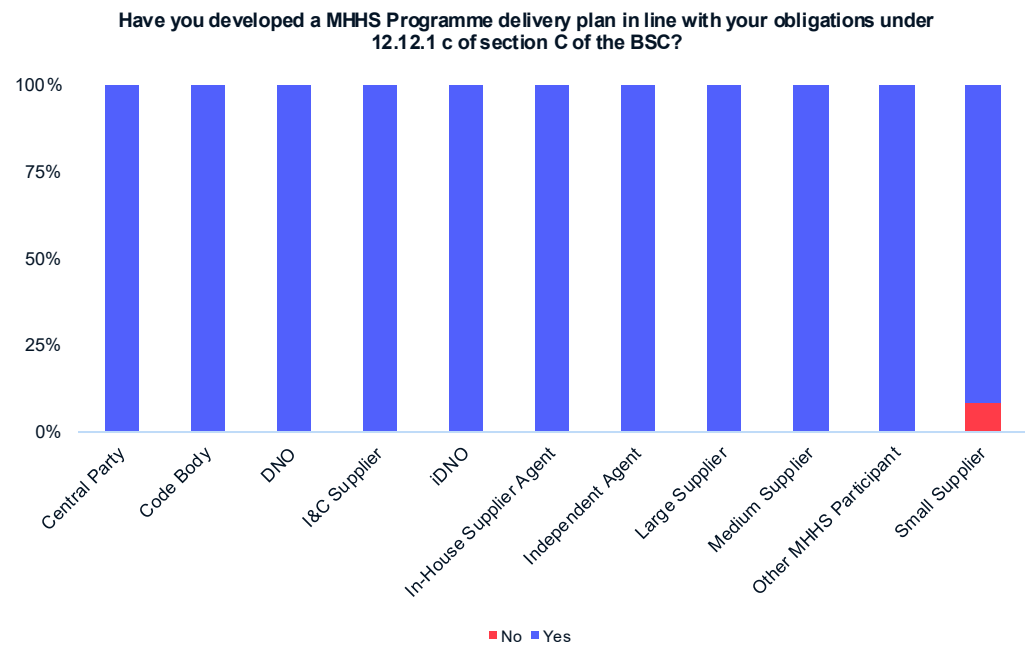 Have you developed a MHHS Programme delivery plan in line with your obligations under
12.12.1 c of section C of the BSC?
100%
75%
50%
25%
0%
Central Party
Code Body
DNO
I&C Supplier
iDNO
In-House Supplier Agent
Independent Agent
Large Supplier
Medium Supplier
Other MHHS Participant
Small Supplier
No Yes